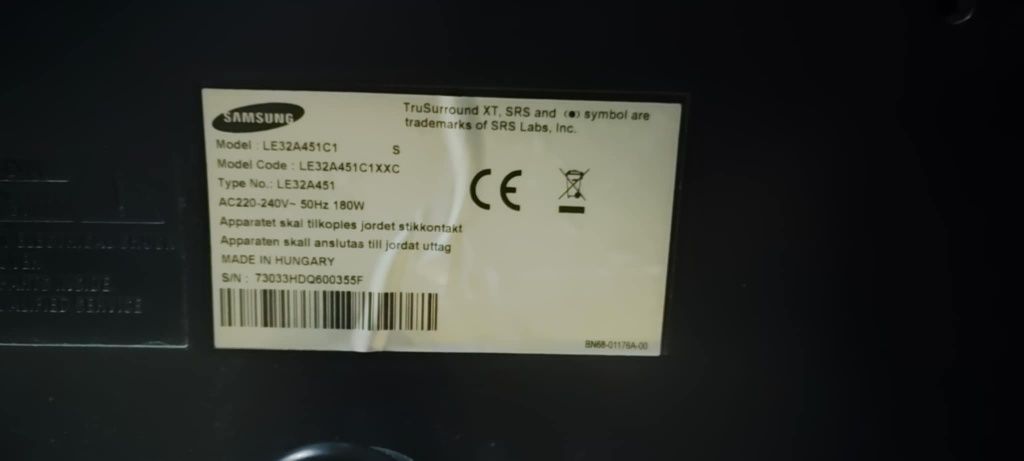 SAMSUNG
TruSurround XT, SRS and (●) symbol are
trademarks of SRS Labs, Inc.
Model : LE32A451C1 S
Model Code : LE32A451C1XXC
Type No.: LE32A451
AC220-240V~ 50Hz 180W
Apparatet skal tilkoples jordet stikkontakt
Apparaten skall anslutas till jordat uttag
MADE IN HUNGARY
S/N : 73033HDQ600355F
CE
BN68-01176A-00